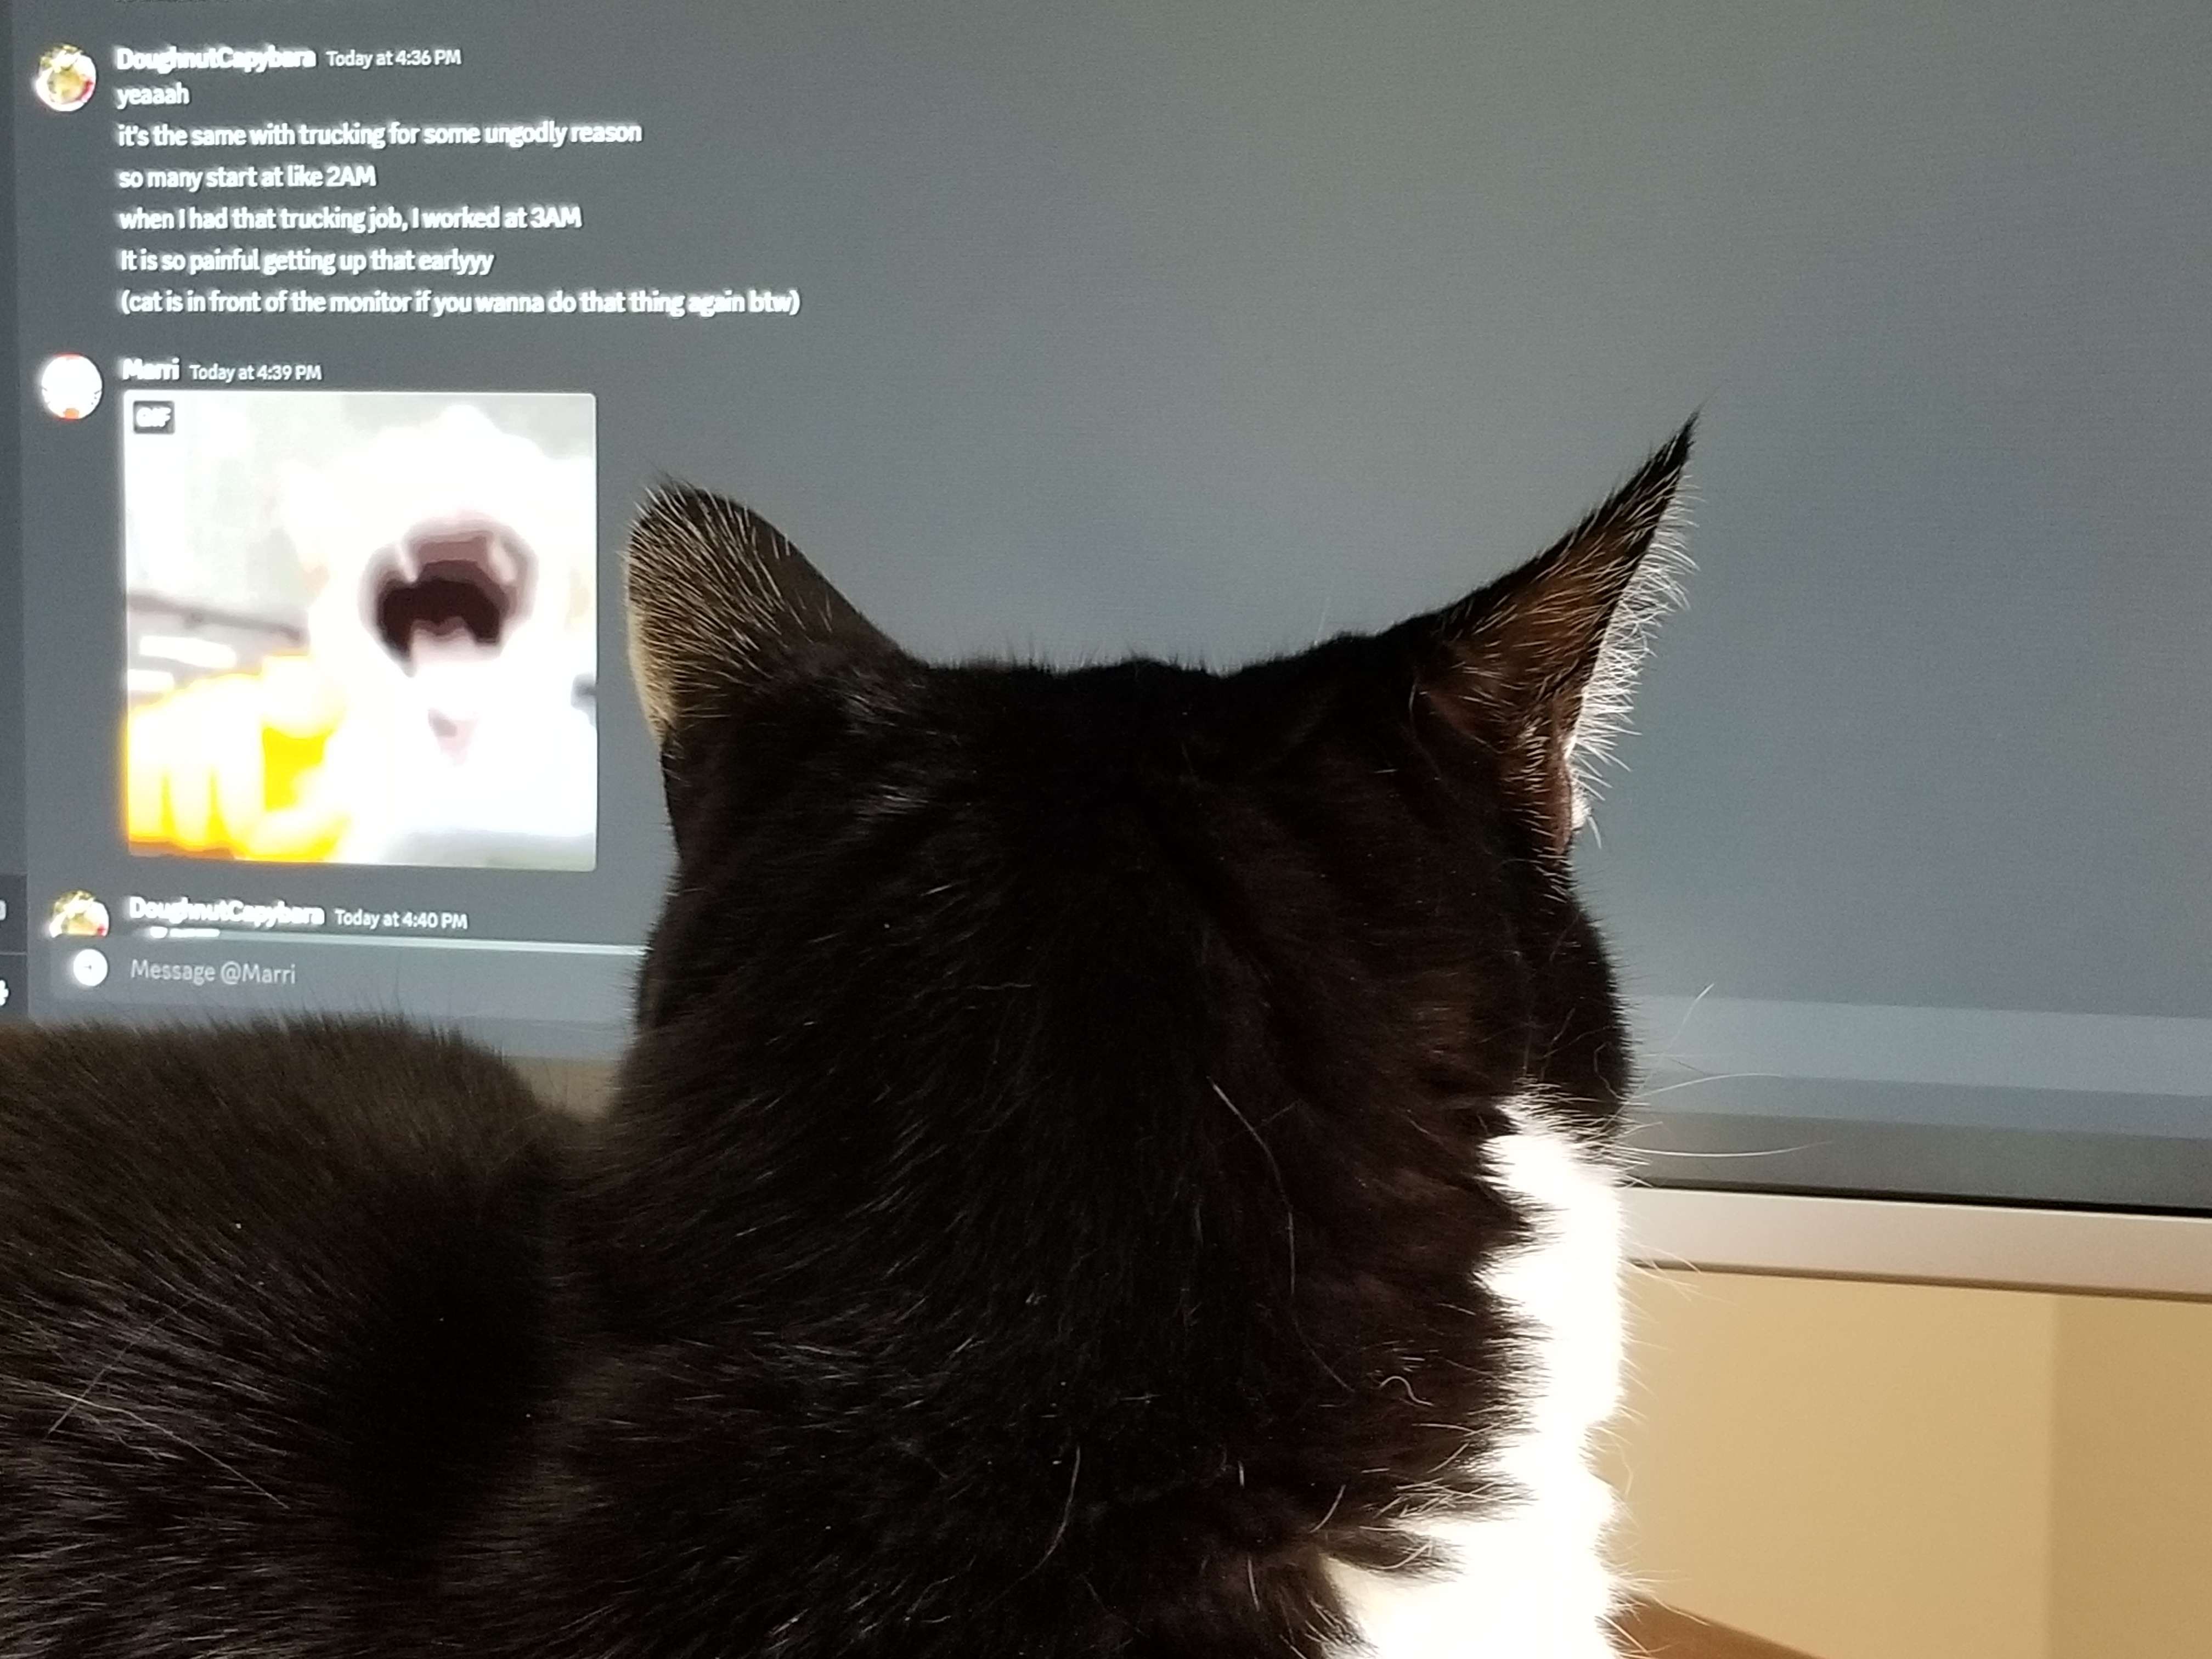 DoughnutCapybara Today at 4:36 PM
yeaaah
it's the same with trucking for some ungodly reason
so many start at like 2AM
when I had that trucking job, I worked at 3AM
It is so painful getting up that earlyyy
(cat is in front of the monitor if you wanna do that thing again btw)
Marri Today at 4:39 PM
GIF
DoughnutCapybara Today at 4:40 PM
Message @Marri